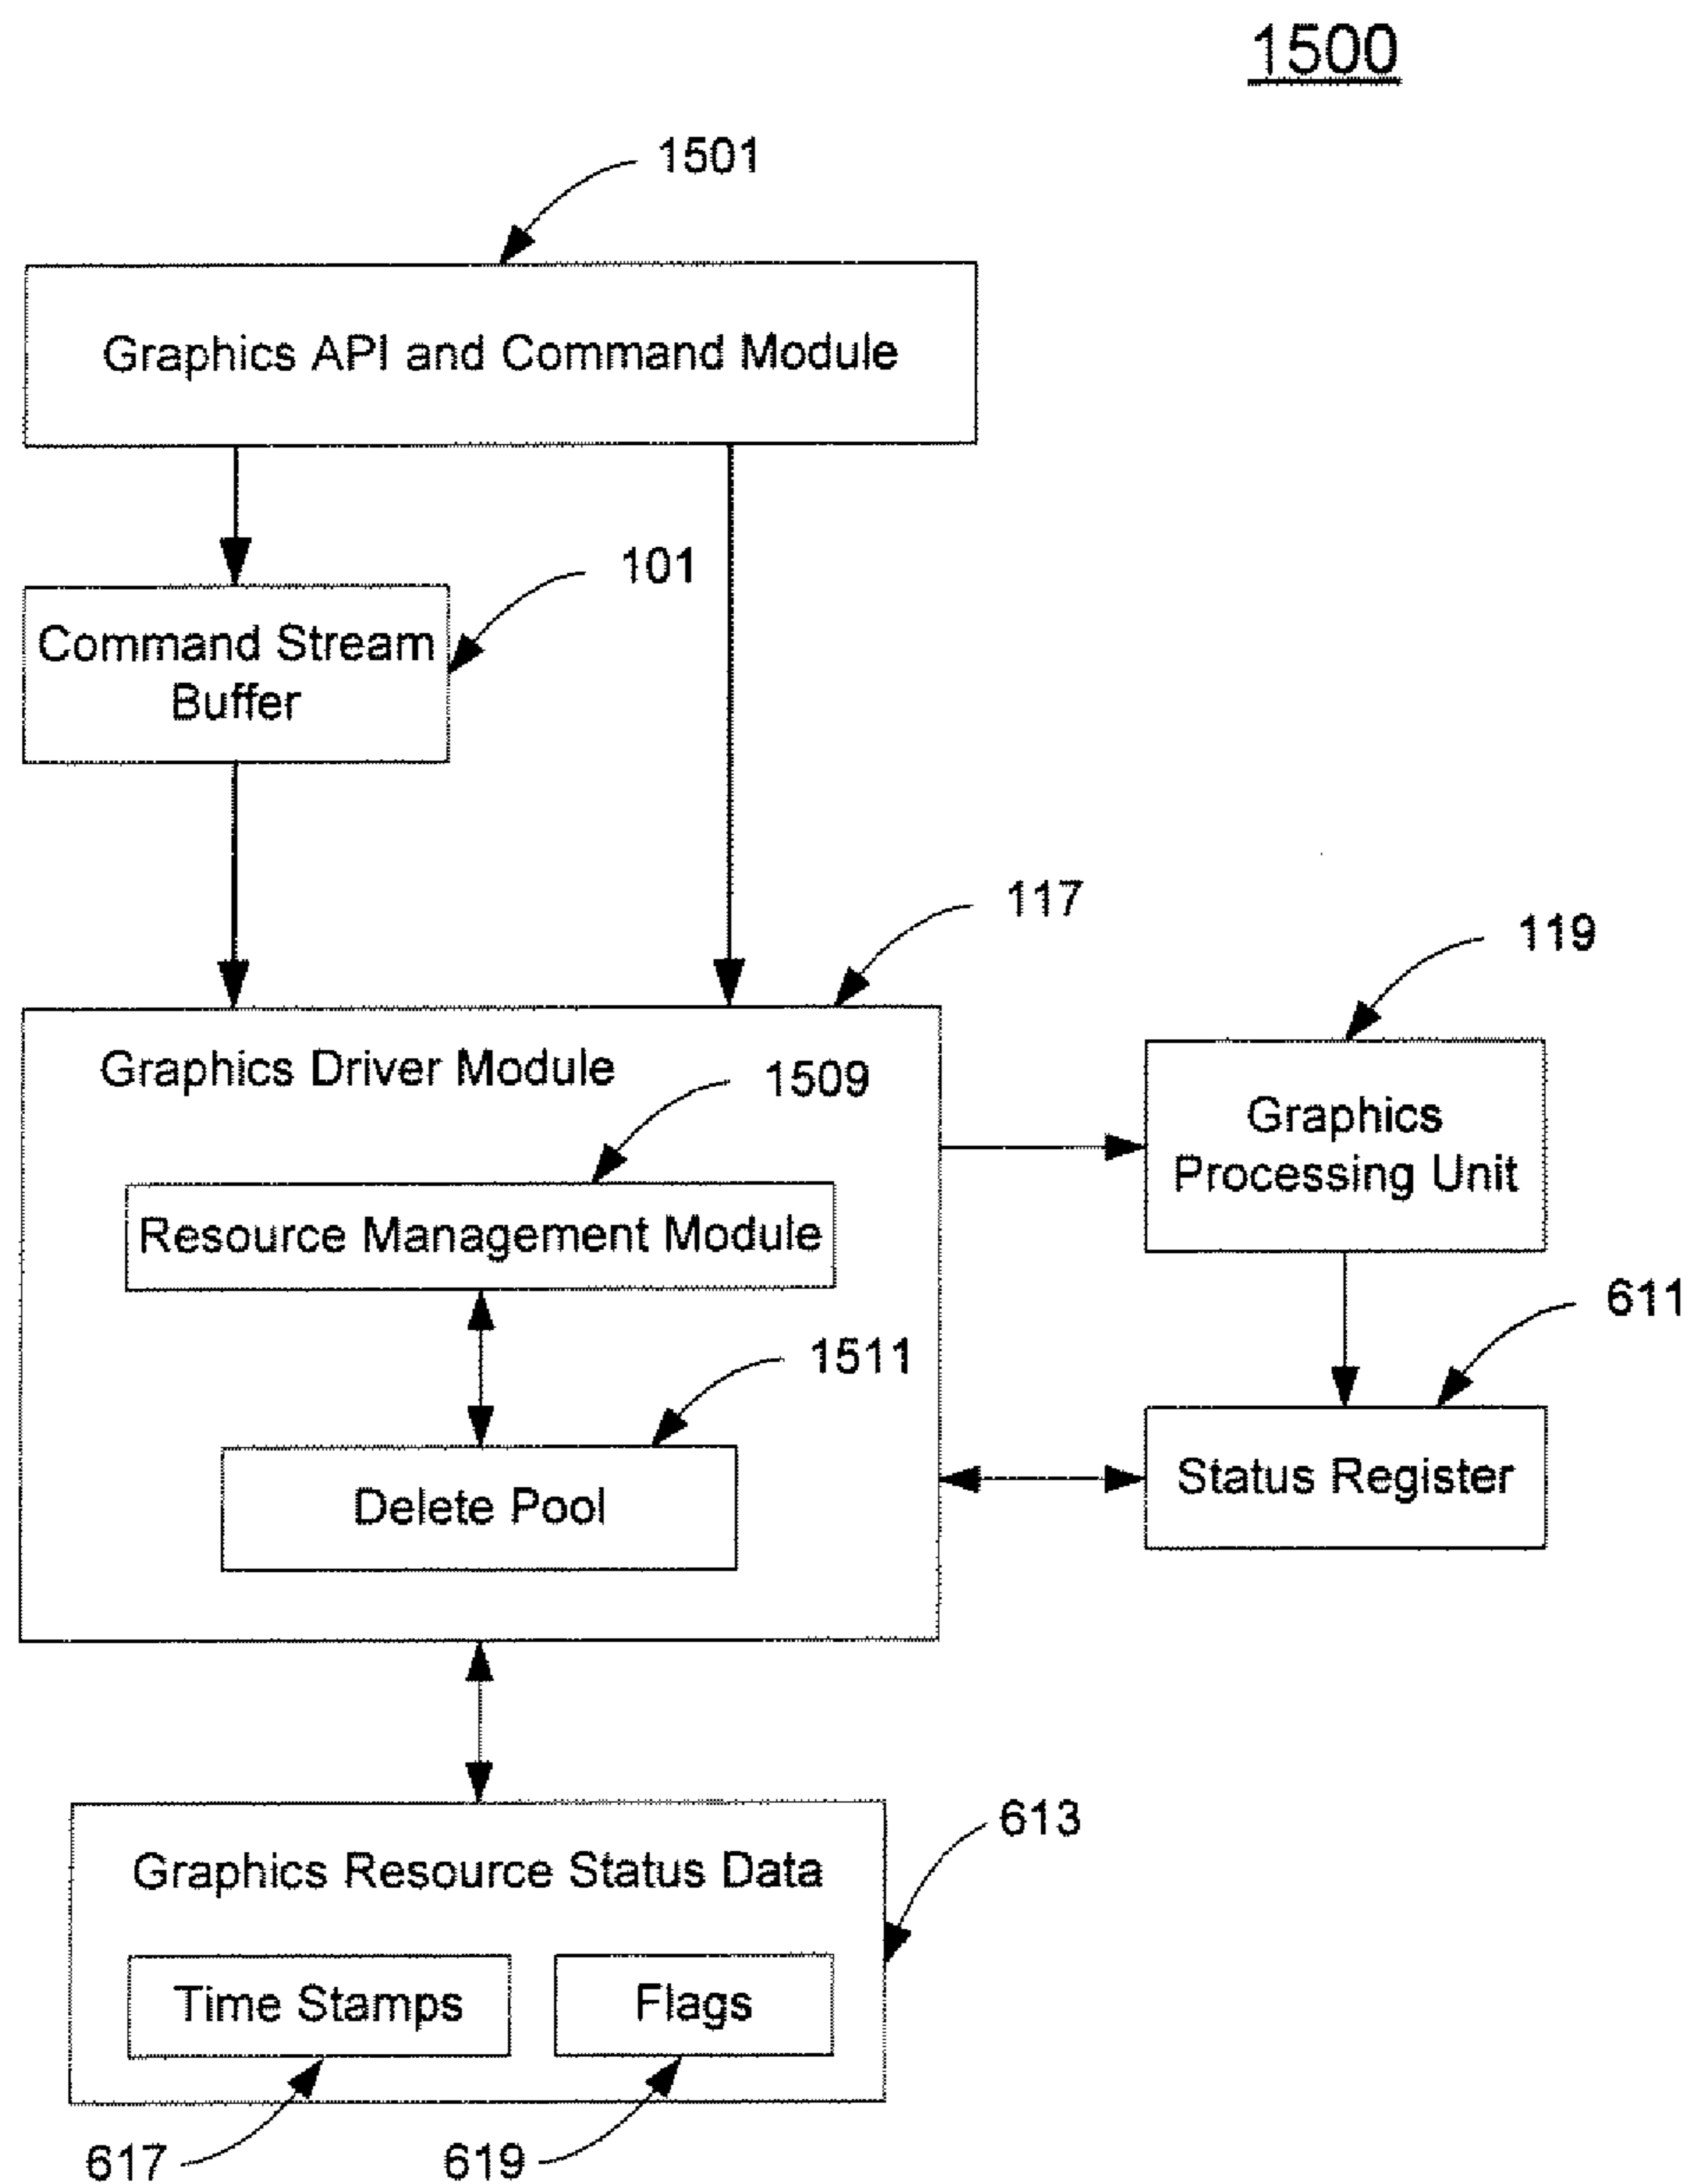 1500
1501
Graphics API and Command Module
101
Command Stream
Buffer
117
119
Graphics Driver Module
1509
Graphics
Processing Unit
Resource Management Module
611
1511
Status Register
Delete Pool
613
Graphics Resource Status Data
Time Stamps
Flags
617
619